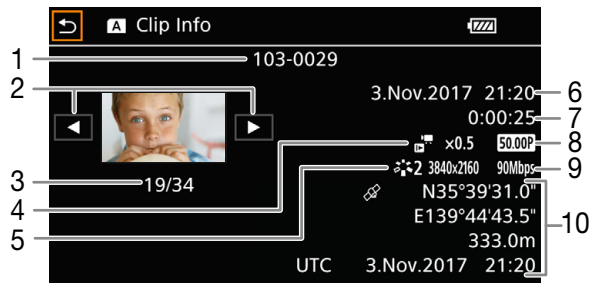 A Clip Info
1 103-0029
2
3.Nov.2017 21:20 6
0:00:25 7
4 ×0.5 50.00P 8
5 2 3840x2160 90Mbps 9
3 19/34
N35°39'31.0"
E139°44'43.5" 10
333.0m
UTC 3.Nov.2017 21:20